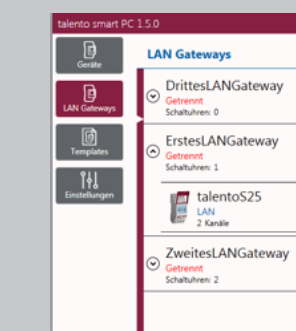 talento smart PC 1.5.0
Geräte
LAN Gateways
Templates
Einstellungen
LAN Gateways
DrittesLANGateway
Getrennt
Schaltuhren: 0
ErstesLANGateway
Getrennt
Schaltuhren: 1
talentoS25
LAN
2 Kanäle
ZweitesLANGateway
Getrennt
Schaltuhren: 2